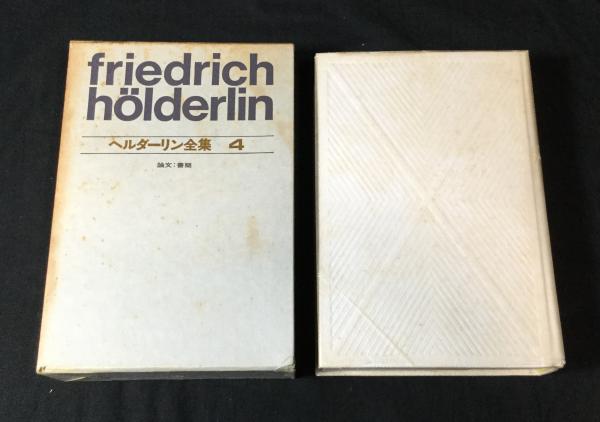 friedrich
hölderlin
ヘルダーリン全集 4
論文:書簡